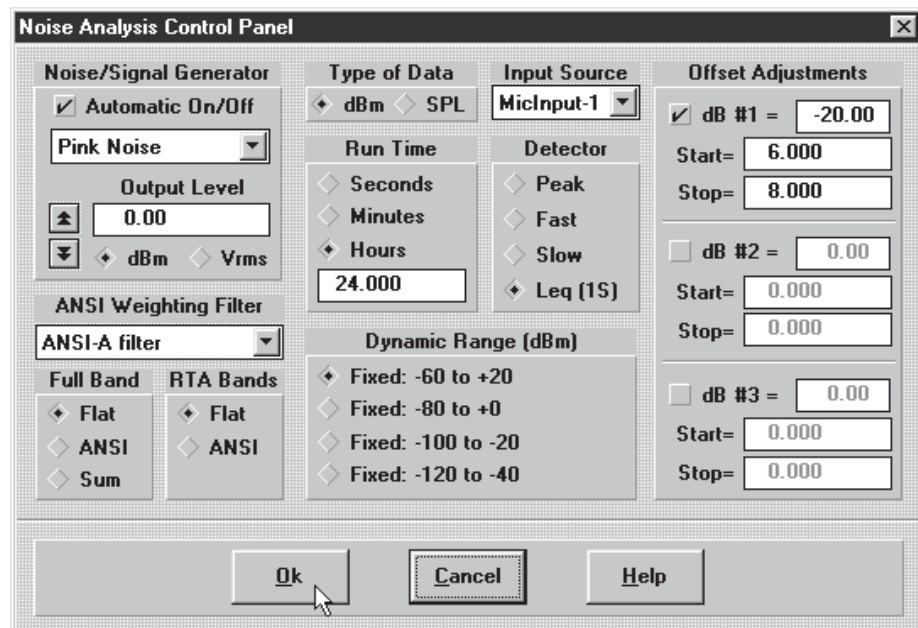 Noise Analysis Control Panel
Noise/Signal Generator
Automatic On/Off
Pink Noise
Output Level
0.00
dBm Vrms
ANSI Weighting Filter
ANSI-A filter
Full Band
Flat
ANSI
Sum
RTA Bands
Flat
ANSI
Type of Data
dBm SPL
Input Source
MicInput-1
Run Time
Seconds
Minutes
Hours
24.000
Detector
Peak
Fast
Slow
Leq (1S)
Dynamic Range (dBm)
Fixed: -60 to +20
Fixed: -80 to +0
Fixed: -100 to -20
Fixed: -120 to -40
Offset Adjustments
dB #1 = -20.00
Start= 6.000
Stop= 8.000
dB #2 = 0.00
Start= 0.000
Stop= 0.000
dB #3 = 0.00
Start= 0.000
Stop= 0.000
Ok
Cancel
Help